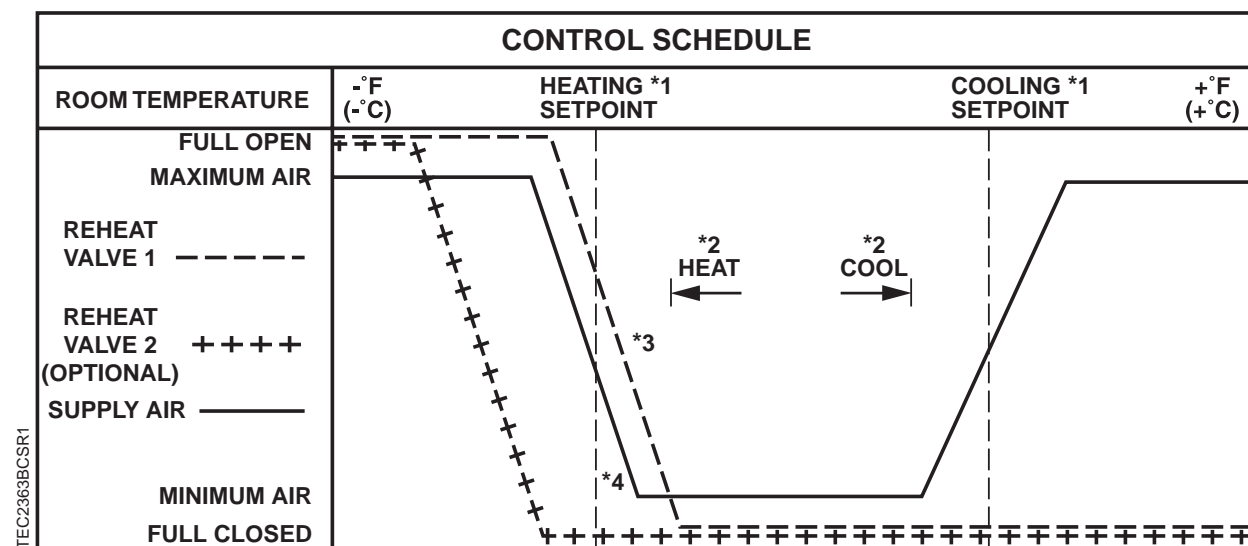 CONTROL SCHEDULE
ROOM TEMPERATURE
-˚F
(-˚C)
HEATING *1
SETPOINT
COOLING *1
SETPOINT
+˚F
(+˚C)
FULL OPEN
MAXIMUM AIR
REHEAT
VALVE 1
REHEAT
VALVE 2
(OPTIONAL)
SUPPLY AIR
MINIMUM AIR
FULL CLOSED
*2
HEAT
*2
COOL
*3
*4
TEC2363BCSR1